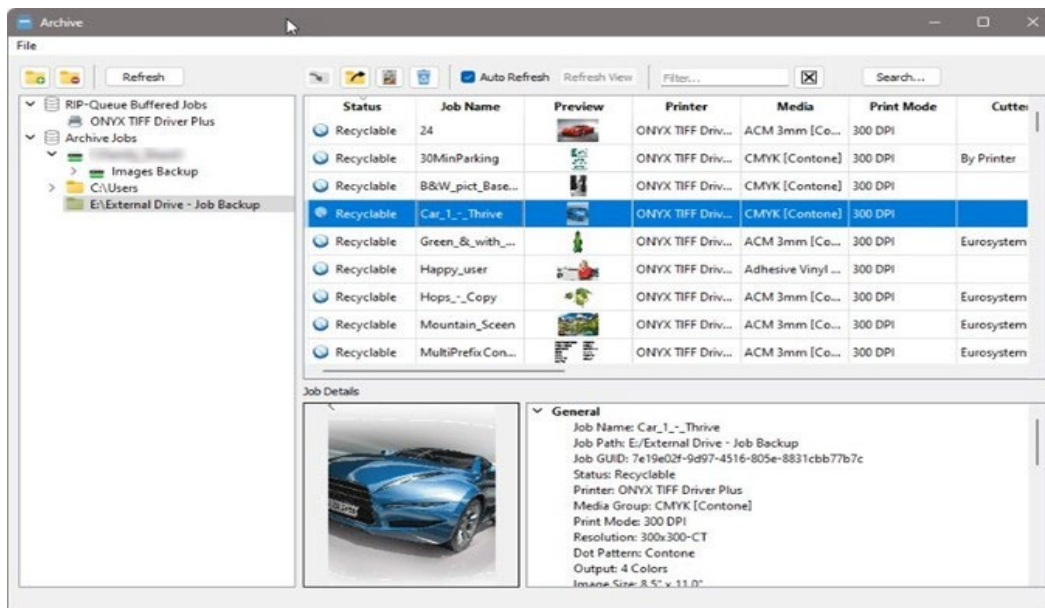 Archive
File
Refresh
Auto Refresh
Refresh View
Filter...
Search...
RIP-Queue Buffered Jobs
ONYX TIFF Driver Plus
Archive Jobs
Images Backup
C:\Users
E:\External Drive - Job Backup
Status Job Name Preview Printer Media Print Mode Cutte
Recyclable 24 ONYX TIFF Driv... ACM 3mm [Co... 300 DPI
Recyclable 30MinParking ONYX TIFF Driv... CMYK [Contone] 300 DPI By Printer
Recyclable B&W_pict_Base... ONYX TIFF Driv... CMYK [Contone] 300 DPI
Recyclable Car_1_-_Thrive ONYX TIFF Driv... CMYK [Contone] 300 DPI
Recyclable Green_&_with_... ONYX TIFF Driv... ACM 3mm [Co... 300 DPI Eurosystem
Recyclable Happy_user ONYX TIFF Driv... Adhesive Vinyl ... 300 DPI
Recyclable Hops_-_Copy ONYX TIFF Driv... ACM 3mm [Co... 300 DPI Eurosystem
Recyclable Mountain_Sceen ONYX TIFF Driv... ACM 3mm [Co... 300 DPI Eurosystem
Recyclable MultiPrefixCon... ONYX TIFF Driv... ACM 3mm [Co... 300 DPI Eurosystem
Job Details
General
Job Name: Car_1_-_Thrive
Job Path: E:/External Drive - Job Backup
Job GUID: 7e19e02f-9d97-4516-805e-8831cbb77b7c
Status: Recyclable
Printer: ONYX TIFF Driver Plus
Media Group: CMYK [Contone]
Print Mode: 300 DPI
Resolution: 300x300-CT
Dot Pattern: Contone
Output: 4 Colors
Image Size: 8.5" x 11.0"